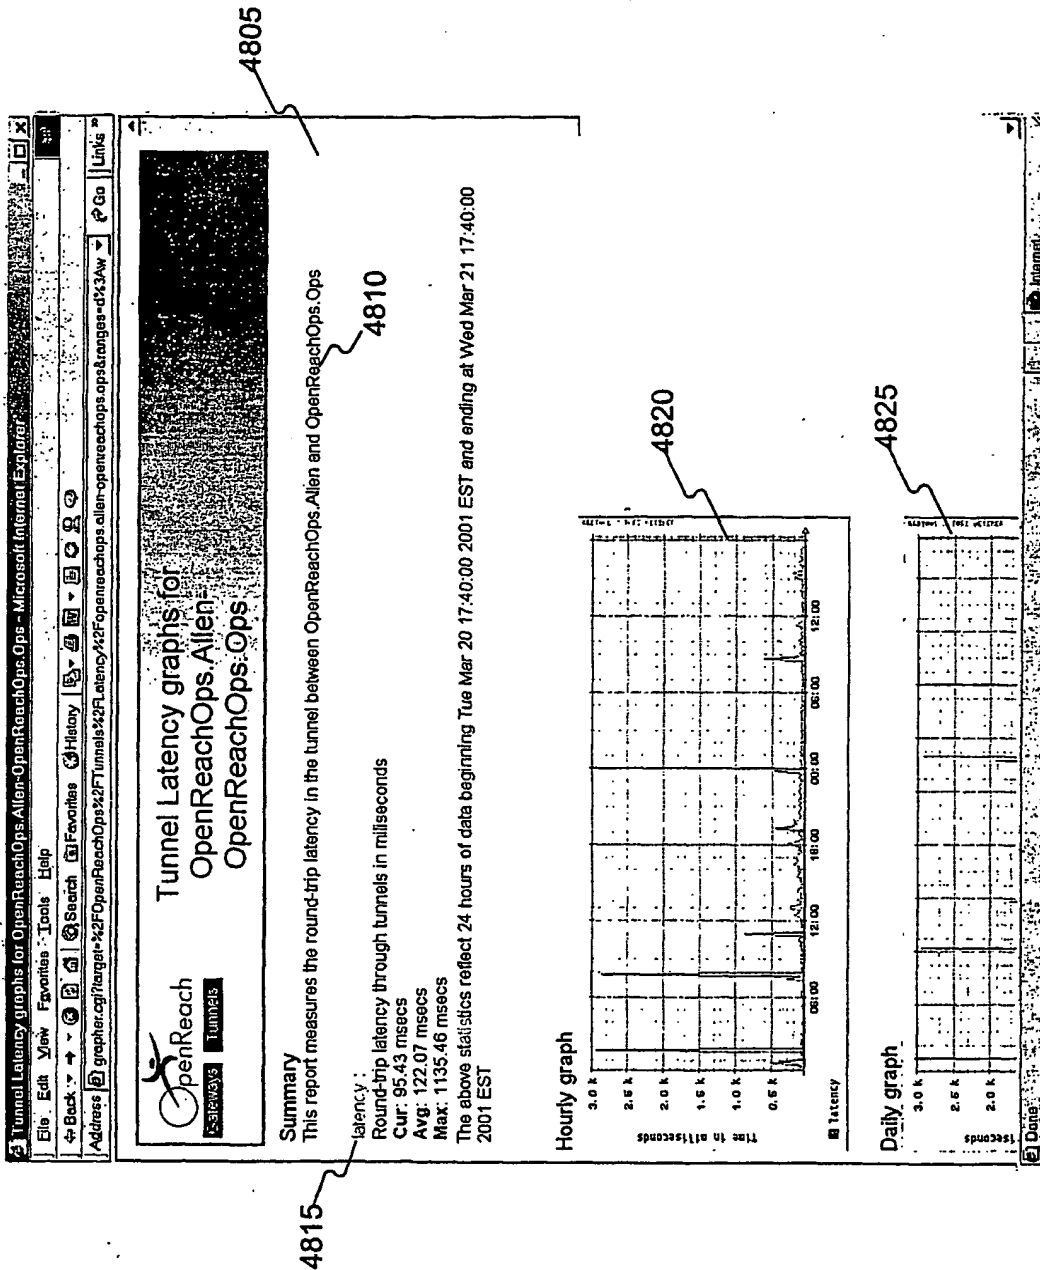 Tunnel Latency graphs for OpenReachOps.Allen-OpenReachOps.Ops - Microsoft Internet Explorer
File Edit View Favorites Tools Help
Back Search Favorites History
Address grapher.cgi?target=%2FOpenReachOps%2FTunnels%2FLatency%2Fopenreachops.allen-openreachops.ops&ranges=d%3Aw Go Links »
OpenReach
Gateways Tunnels
Tunnel Latency graphs for
OpenReachOps.Allen-
OpenReachOps.Ops
4805
Summary
This report measures the round-trip latency in the tunnel between OpenReachOps.Allen and OpenReachOps.Ops
4810
4815
latency :
Round-trip latency through tunnels in miliseconds
Cur: 95.43 msecs
Avg: 122.07 msecs
Max: 1135.46 msecs
The above statistics reflect 24 hours of data beginning Tue Mar 20 17:40:00 2001 EST and ending at Wed Mar 21 17:40:00
2001 EST
Hourly graph
4820
Time in milliseconds
3.0 k
2.5 k
2.0 k
1.5 k
1.0 k
0.5 k
06:00 12:00 18:00 00:00 06:00 12:00
latency
Daily graph
4825
3.0 k
2.5 k
2.0 k
Done
Internet